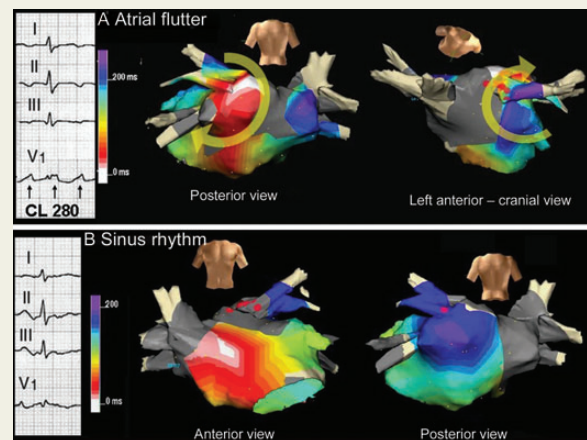 A Atrial flutter
I
II
III
V1
CL 280
200 ms
0 ms
Posterior view
Left anterior – cranial view
B Sinus rhythm
I
II
III
V1
200
0 ms
Anterior view
Posterior view